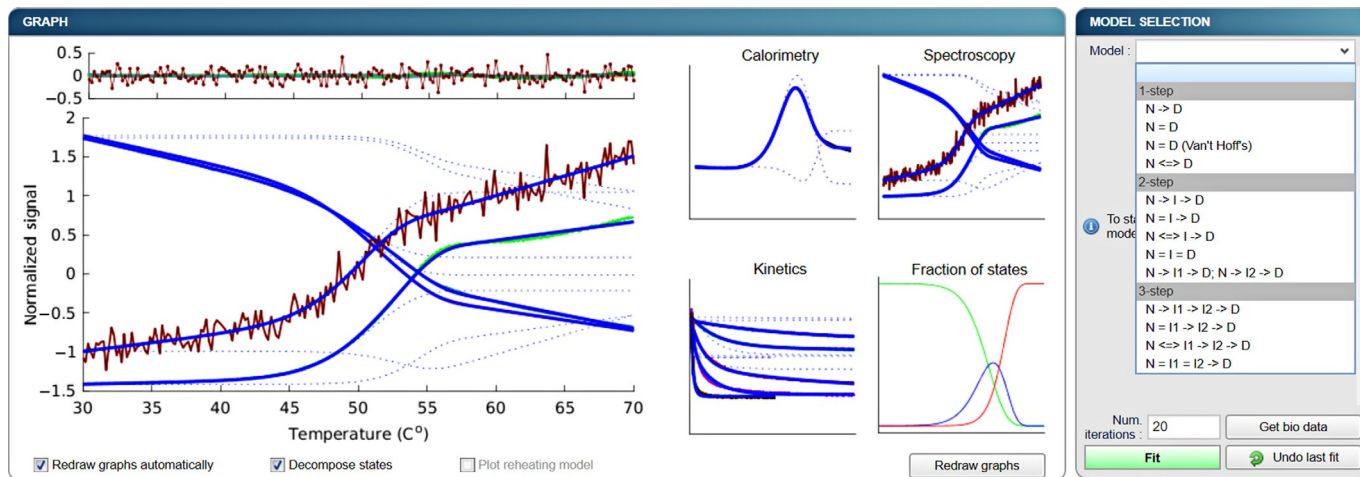 GRAPH
0.5
0
−0.5
2
1.5
1
0.5
0
−0.5
−1
−1.5
Normalized signal
30 35 40 45 50 55 60 65 70
Temperature (C°)
Calorimetry
Spectroscopy
Kinetics
Fraction of states
Redraw graphs automatically
Decompose states
Plot reheating model
Redraw graphs
MODEL SELECTION
Model :
1-step
N -> D
N = D
N = D (Van't Hoff's)
N <=> D
2-step
N -> I -> D
N = I -> D
N <=> I -> D
N = I = D
N -> I1 -> D; N -> I2 -> D
3-step
N -> I1 -> I2 -> D
N = I1 -> I2 -> D
N <=> I1 -> I2 -> D
N = I1 = I2 -> D
To sta
mode
Num.
iterations :
20
Get bio data
Fit
Undo last fit